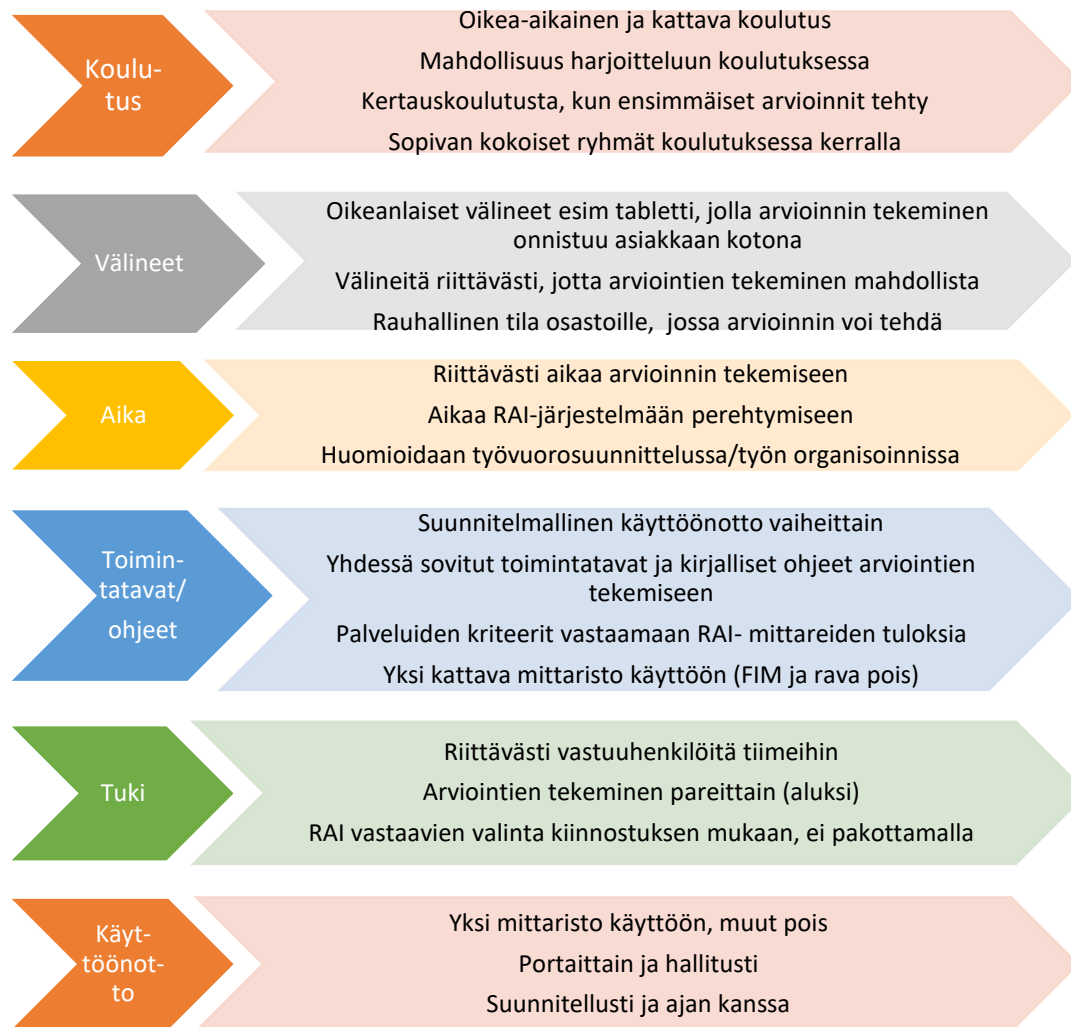 Koulu-
tus
Oikea-aikainen ja kattava koulutus
Mahdollisuus harjoitteluun koulutuksessa
Kertauskoulutusta, kun ensimmäiset arvioinnit tehty
Sopivan kokoiset ryhmät koulutuksessa kerralla
Välineet
Oikeanlaiset välineet esim tabletti, jolla arvioinnin tekeminen
onnistuu asiakkaan kotona
Välineitä riittävästi, jotta arviointien tekeminen mahdollista
Rauhallinen tila osastoille, jossa arvioinnin voi tehdä
Aika
Riittävästi aikaa arvioinnin tekemiseen
Aikaa RAI-järjestelmään perehtymiseen
Huomioidaan työvuorosuunnittelussa/työn organisoinnissa
Toimin-
tatavat/
ohjeet
Suunnitelmallinen käyttöönotto vaiheittain
Yhdessä sovitut toimintatavat ja kirjalliset ohjeet arviointien
tekemiseen
Palveluiden kriteerit vastaamaan RAI- mittareiden tuloksia
Yksi kattava mittaristo käyttöön (FIM ja rava pois)
Tuki
Riittävästi vastuuhenkilöitä tiimeihin
Arviointien tekeminen pareittain (aluksi)
RAI vastaavien valinta kiinnostuksen mukaan, ei pakottamalla
Käyt-
töönot-
to
Yksi mittaristo käyttöön, muut pois
Portaittain ja hallitusti
Suunnitellusti ja ajan kanssa